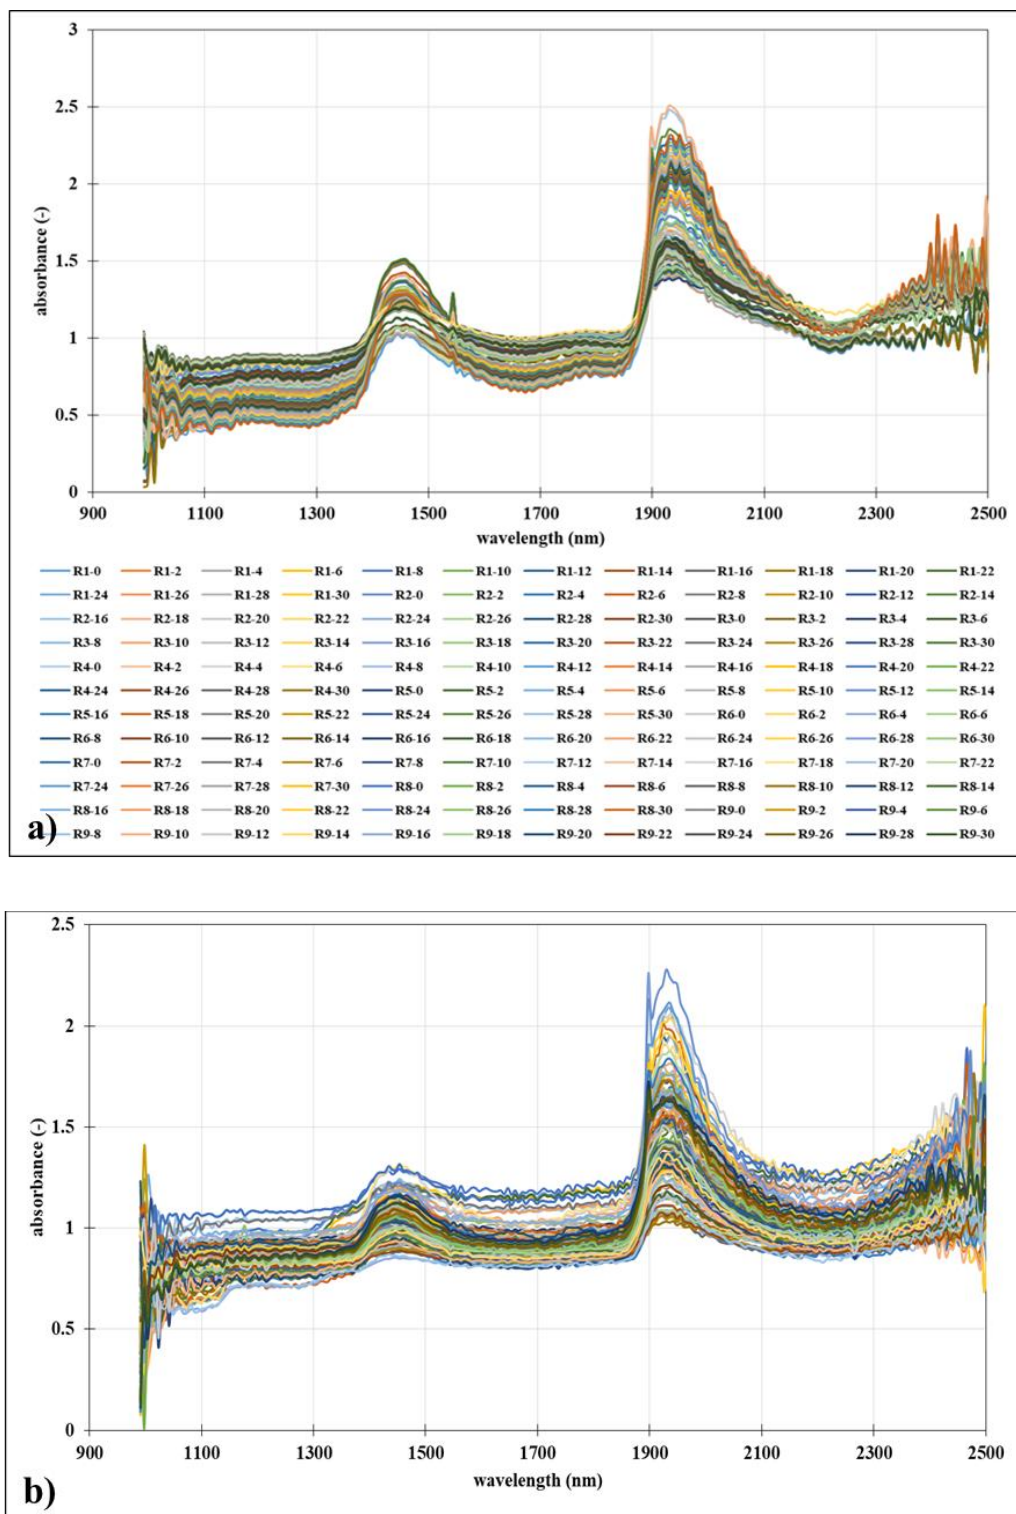 3
2.5
2
1.5
1
0.5
0
absorbance (-)
900 1100 1300 1500 1700 1900 2100 2300 2500
wavelength (nm)
R1-0 R1-2 R1-4 R1-6 R1-8 R1-10 R1-12 R1-14 R1-16 R1-18 R1-20 R1-22
R1-24 R1-26 R1-28 R1-30 R2-0 R2-2 R2-4 R2-6 R2-8 R2-10 R2-12 R2-14
R2-16 R2-18 R2-20 R2-22 R2-24 R2-26 R2-28 R2-30 R3-0 R3-2 R3-4 R3-6
R3-8 R3-10 R3-12 R3-14 R3-16 R3-18 R3-20 R3-22 R3-24 R3-26 R3-28 R3-30
R4-0 R4-2 R4-4 R4-6 R4-8 R4-10 R4-12 R4-14 R4-16 R4-18 R4-20 R4-22
R4-24 R4-26 R4-28 R4-30 R5-0 R5-2 R5-4 R5-6 R5-8 R5-10 R5-12 R5-14
R5-16 R5-18 R5-20 R5-22 R5-24 R5-26 R5-28 R5-30 R6-0 R6-2 R6-4 R6-6
R6-8 R6-10 R6-12 R6-14 R6-16 R6-18 R6-20 R6-22 R6-24 R6-26 R6-28 R6-30
R7-0 R7-2 R7-4 R7-6 R7-8 R7-10 R7-12 R7-14 R7-16 R7-18 R7-20 R7-22
R7-24 R7-26 R7-28 R7-30 R8-0 R8-2 R8-4 R8-6 R8-8 R8-10 R8-12 R8-14
R8-16 R8-18 R8-20 R8-22 R8-24 R8-26 R8-28 R8-30 R9-0 R9-2 R9-4 R9-6
R9-8 R9-10 R9-12 R9-14 R9-16 R9-18 R9-20 R9-22 R9-24 R9-26 R9-28 R9-30
a)
2.5
2
1.5
1
0.5
0
absorbance (-)
900 1100 1300 1500 1700 1900 2100 2300 2500
wavelength (nm)
b)